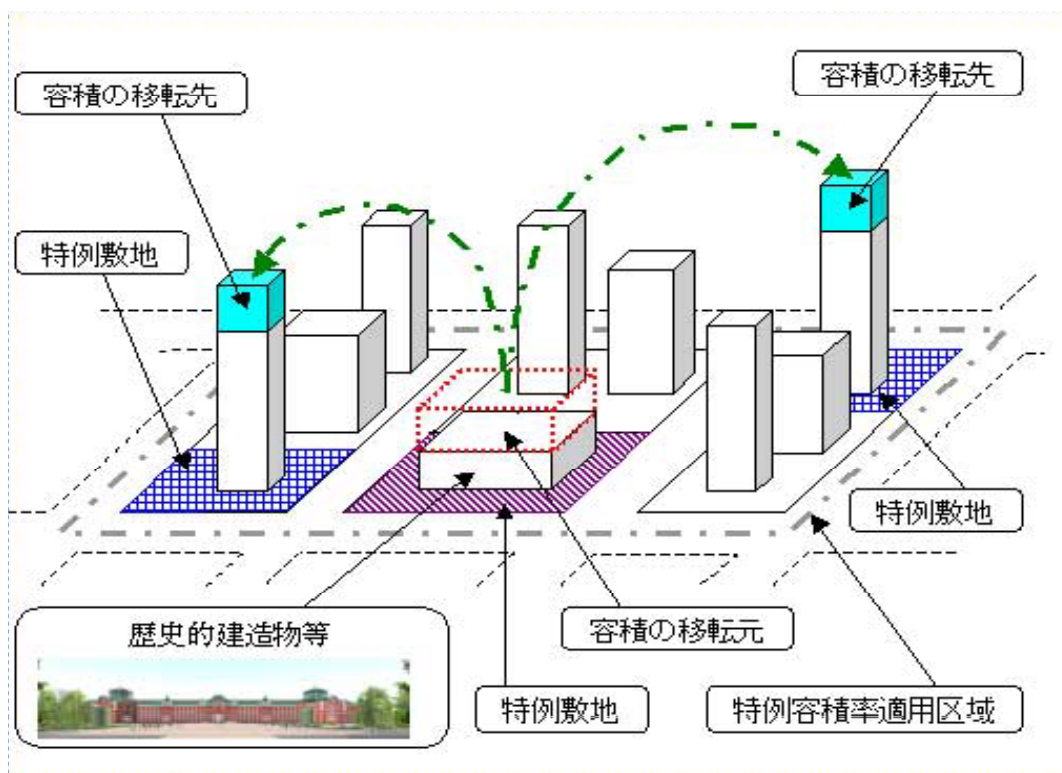 容積の移転先
容積の移転先
特例敷地
特例敷地
歴史的建造物等
容積の移転元
特例敷地
特例容積率適用区域